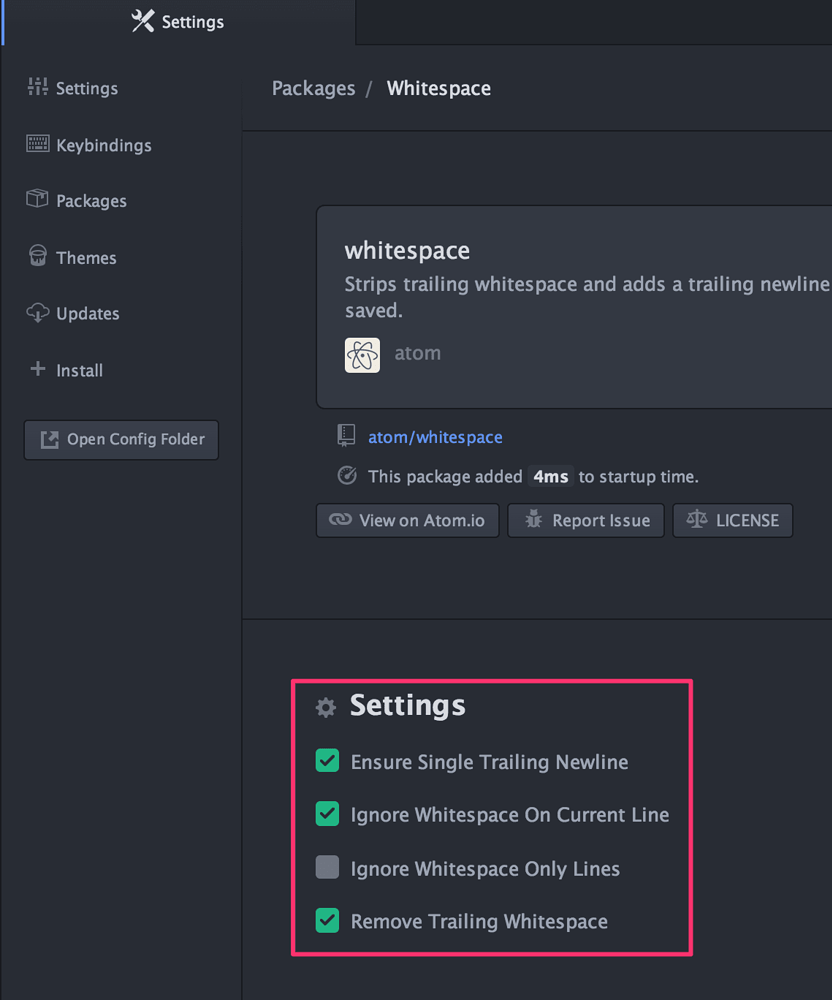 Settings
Settings
Keybindings
Packages
Themes
Updates
Install
Open Config Folder
Packages / Whitespace
whitespace
Strips trailing whitespace and adds a trailing newline
saved.
atom
atom/whitespace
This package added 4ms to startup time.
View on Atom.io
Report Issue
LICENSE
Settings
Ensure Single Trailing Newline
Ignore Whitespace On Current Line
Ignore Whitespace Only Lines
Remove Trailing Whitespace